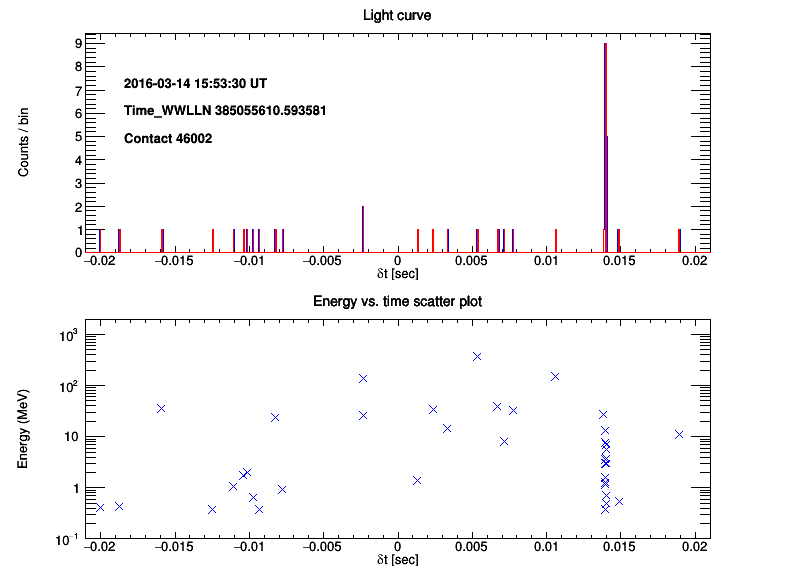 Light curve
9
8
7
6
5
4
3
2
1
0
Counts / bin
2016-03-14 15:53:30 UT
Time_WWLLN 385055610.593581
Contact 46002
−0.02 −0.015 −0.01 −0.005 0 0.005 0.01 0.015 0.02
δt [sec]
Energy vs. time scatter plot
10³
10²
10
1
10⁻¹
Energy (MeV)
−0.02 −0.015 −0.01 −0.005 0 0.005 0.01 0.015 0.02
δt [sec]